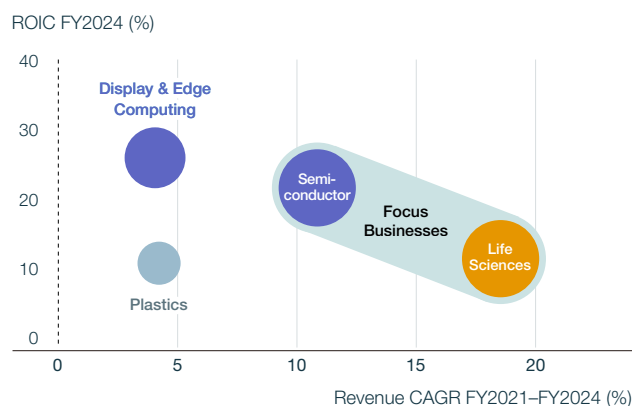 ROIC FY2024 (%)
40
30
20
10
0
Display & Edge
Computing
Semi-
conductor
Focus
Businesses
Life
Sciences
Plastics
0
5
10
15
20
Revenue CAGR FY2021–FY2024 (%)